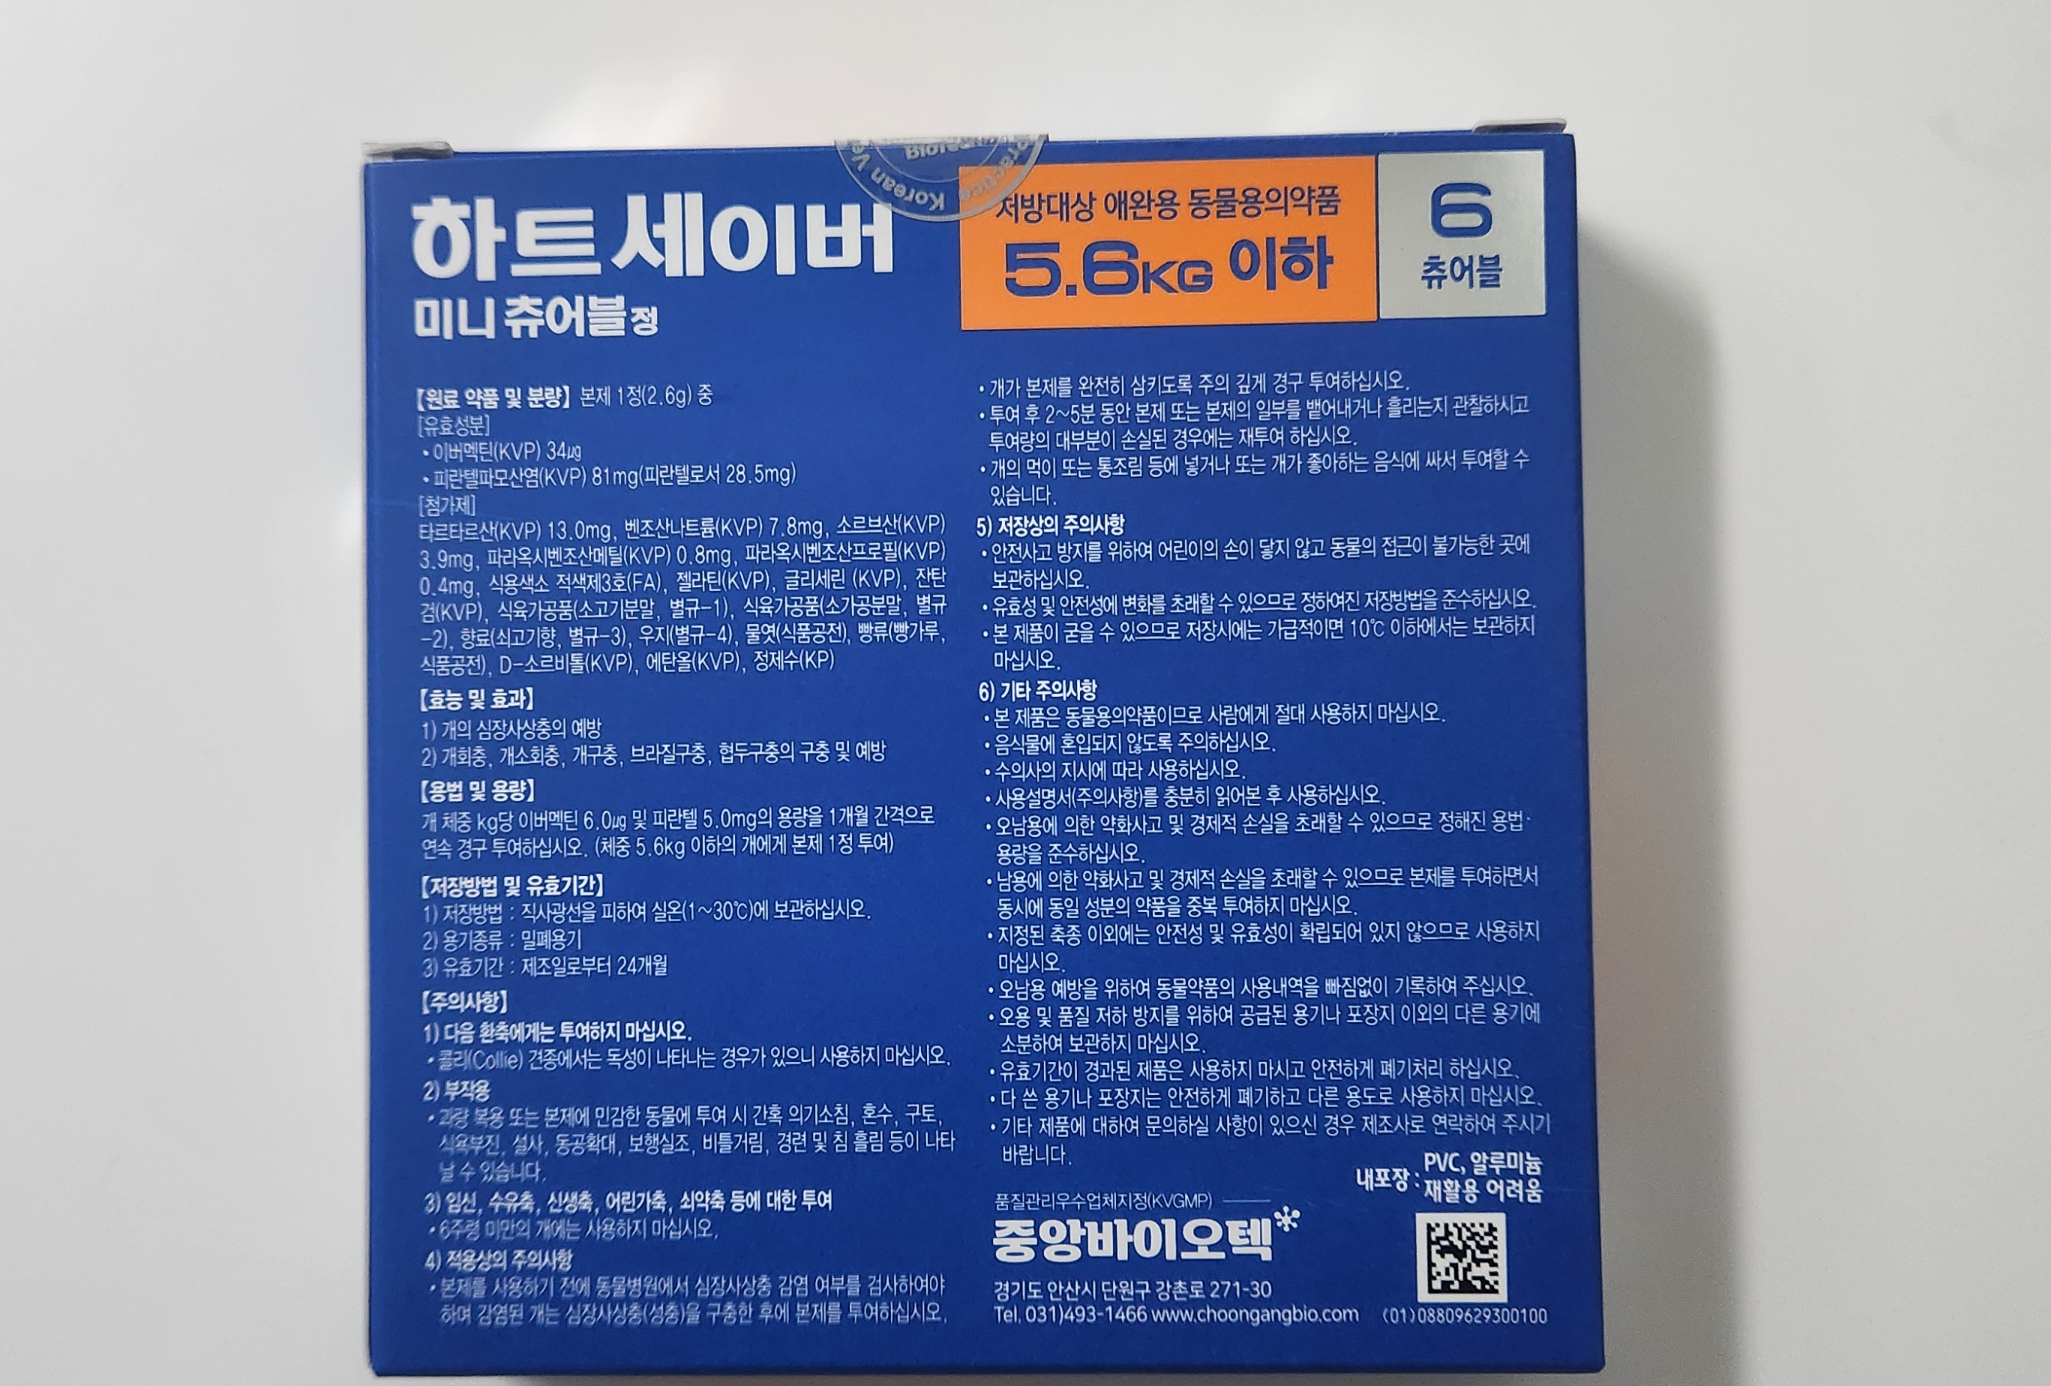 하트 세이버
미니 츄어블정
Korean
처방대상 애완용 동물용의약품
5.6KG 이하
6
츄어블
【원료 약품 및 분량】 본제 1정(2.6g) 중
[유효성분]
• 이버멕틴(KVP) 34㎍
• 피란텔파모산염(KVP) 81mg(피란텔로서 28.5mg)
[첨가제]
타르타르산(KVP) 13.0mg, 벤조산나트륨(KVP) 7.8mg, 소르브산(KVP)
3.9mg, 파라옥시벤조산메틸(KVP) 0.8mg, 파라옥시벤조산프로필(KVP)
0.4mg, 식용색소 적색제3호(FA), 젤라틴(KVP), 글리세린 (KVP), 잔탄
검(KVP), 식육가공품(소고기분말, 별규-1), 식육가공품(소가공분말, 별규
-2), 향료(쇠고기향, 별규-3), 우지(별규-4), 물엿(식품공전), 빵류(빵가루,
식품공전), D-소르비톨(KVP), 에탄올(KVP), 정제수(KP)
【효능 및 효과】
1) 개의 심장사상충의 예방
2) 개회충, 개소회충, 개구충, 브라질구충, 협두구충의 구충 및 예방
【용법 및 용량】
개 체중 kg당 이버멕틴 6.0㎍ 및 피란텔 5.0mg의 용량을 1개월 간격으로
연속 경구 투여하십시오. (체중 5.6kg 이하의 개에게 본제 1정 투여)
【저장방법 및 유효기간】
1) 저장방법 : 직사광선을 피하여 실온(1~30℃)에 보관하십시오.
2) 용기종류 : 밀폐용기
3) 유효기간 : 제조일로부터 24개월
【주의사항】
1) 다음 환축에게는 투여하지 마십시오.
• 콜리(Collie) 견종에서는 독성이 나타나는 경우가 있으니 사용하지 마십시오.
2) 부작용
• 과량 복용 또는 본제에 민감한 동물에 투여 시 간혹 의기소침, 혼수, 구토,
식욕부진, 설사, 동공확대, 보행실조, 비틀거림, 경련 및 침 흘림 등이 나타
날 수 있습니다.
3) 임신, 수유축, 신생축, 어린가축, 쇠약축 등에 대한 투여
• 6주령 미만의 개에는 사용하지 마십시오.
4) 적용상의 주의사항
• 본제를 사용하기 전에 동물병원에서 심장사상충 감염 여부를 검사하여야
하며 감염된 개는 심장사상충(성충)을 구충한 후에 본제를 투여하십시오.
• 개가 본제를 완전히 삼키도록 주의 깊게 경구 투여하십시오.
• 투여 후 2~5분 동안 본제 또는 본제의 일부를 뱉어내거나 흘리는지 관찰하시고
투여량의 대부분이 손실된 경우에는 재투여 하십시오.
• 개의 먹이 또는 통조림 등에 넣거나 또는 개가 좋아하는 음식에 싸서 투여할 수
있습니다.
5) 저장상의 주의사항
• 안전사고 방지를 위하여 어린이의 손이 닿지 않고 동물의 접근이 불가능한 곳에
보관하십시오.
• 유효성 및 안전성에 변화를 초래할 수 있으므로 정하여진 저장방법을 준수하십시오.
• 본 제품이 굳을 수 있으므로 저장시에는 가급적이면 10℃ 이하에서는 보관하지
마십시오.
6) 기타 주의사항
• 본 제품은 동물용의약품이므로 사람에게 절대 사용하지 마십시오.
• 음식물에 혼입되지 않도록 주의하십시오.
• 수의사의 지시에 따라 사용하십시오.
• 사용설명서(주의사항)를 충분히 읽어본 후 사용하십시오.
• 오남용에 의한 약화사고 및 경제적 손실을 초래할 수 있으므로 정해진 용법·
용량을 준수하십시오.
• 남용에 의한 약화사고 및 경제적 손실을 초래할 수 있으므로 본제를 투여하면서
동시에 동일 성분의 약품을 중복 투여하지 마십시오.
• 지정된 축종 이외에는 안전성 및 유효성이 확립되어 있지 않으므로 사용하지
마십시오.
• 오남용 예방을 위하여 동물약품의 사용내역을 빠짐없이 기록하여 주십시오.
• 오용 및 품질 저하 방지를 위하여 공급된 용기나 포장지 이외의 다른 용기에
소분하여 보관하지 마십시오.
• 유효기간이 경과된 제품은 사용하지 마시고 안전하게 폐기처리 하십시오.
• 다 쓴 용기나 포장지는 안전하게 폐기하고 다른 용도로 사용하지 마십시오.
• 기타 제품에 대하여 문의하실 사항이 있으신 경우 제조사로 연락하여 주시기
바랍니다.
내포장 : PVC, 알루미늄
재활용 어려움
품질관리우수업체지정(KVGMP)
중앙바이오텍
경기도 안산시 단원구 강촌로 271-30
Tel. 031)493-1466 www.choongangbio.com
(01)08809629300100